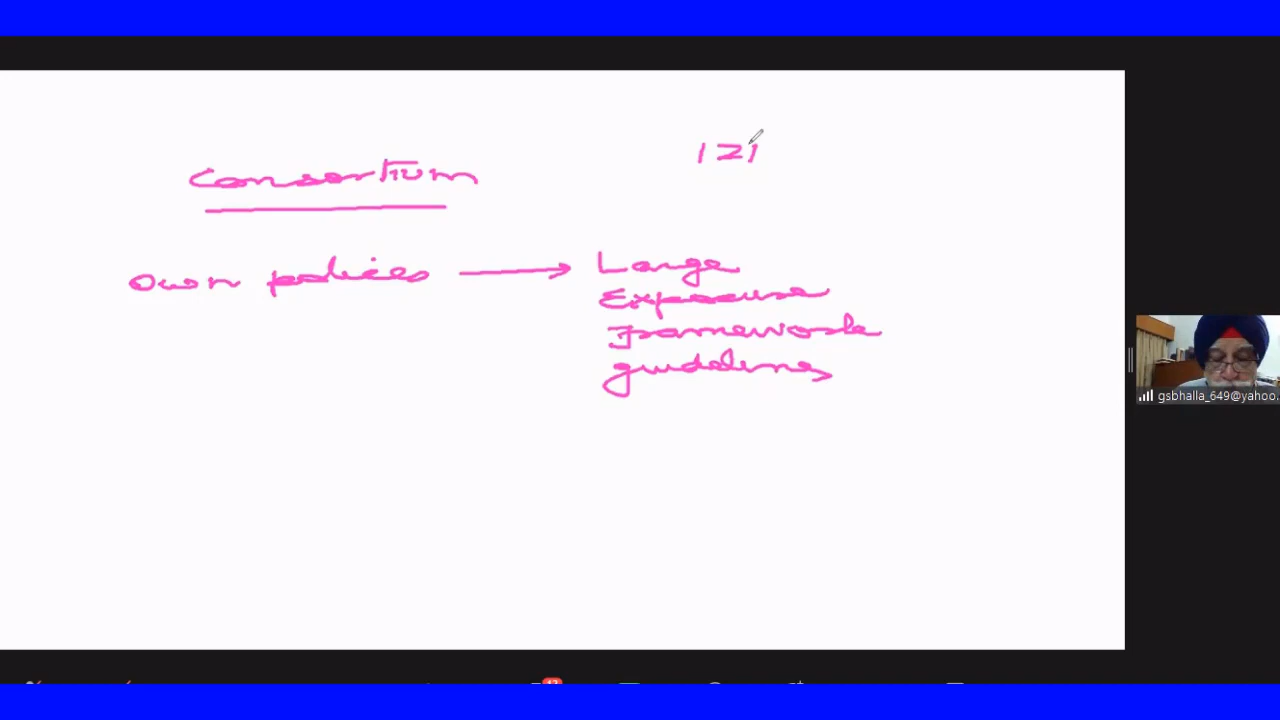 121
Consortium
Own policies → Large
Exposure
Framework
guidelines
gsbhalla_649@yahoo.